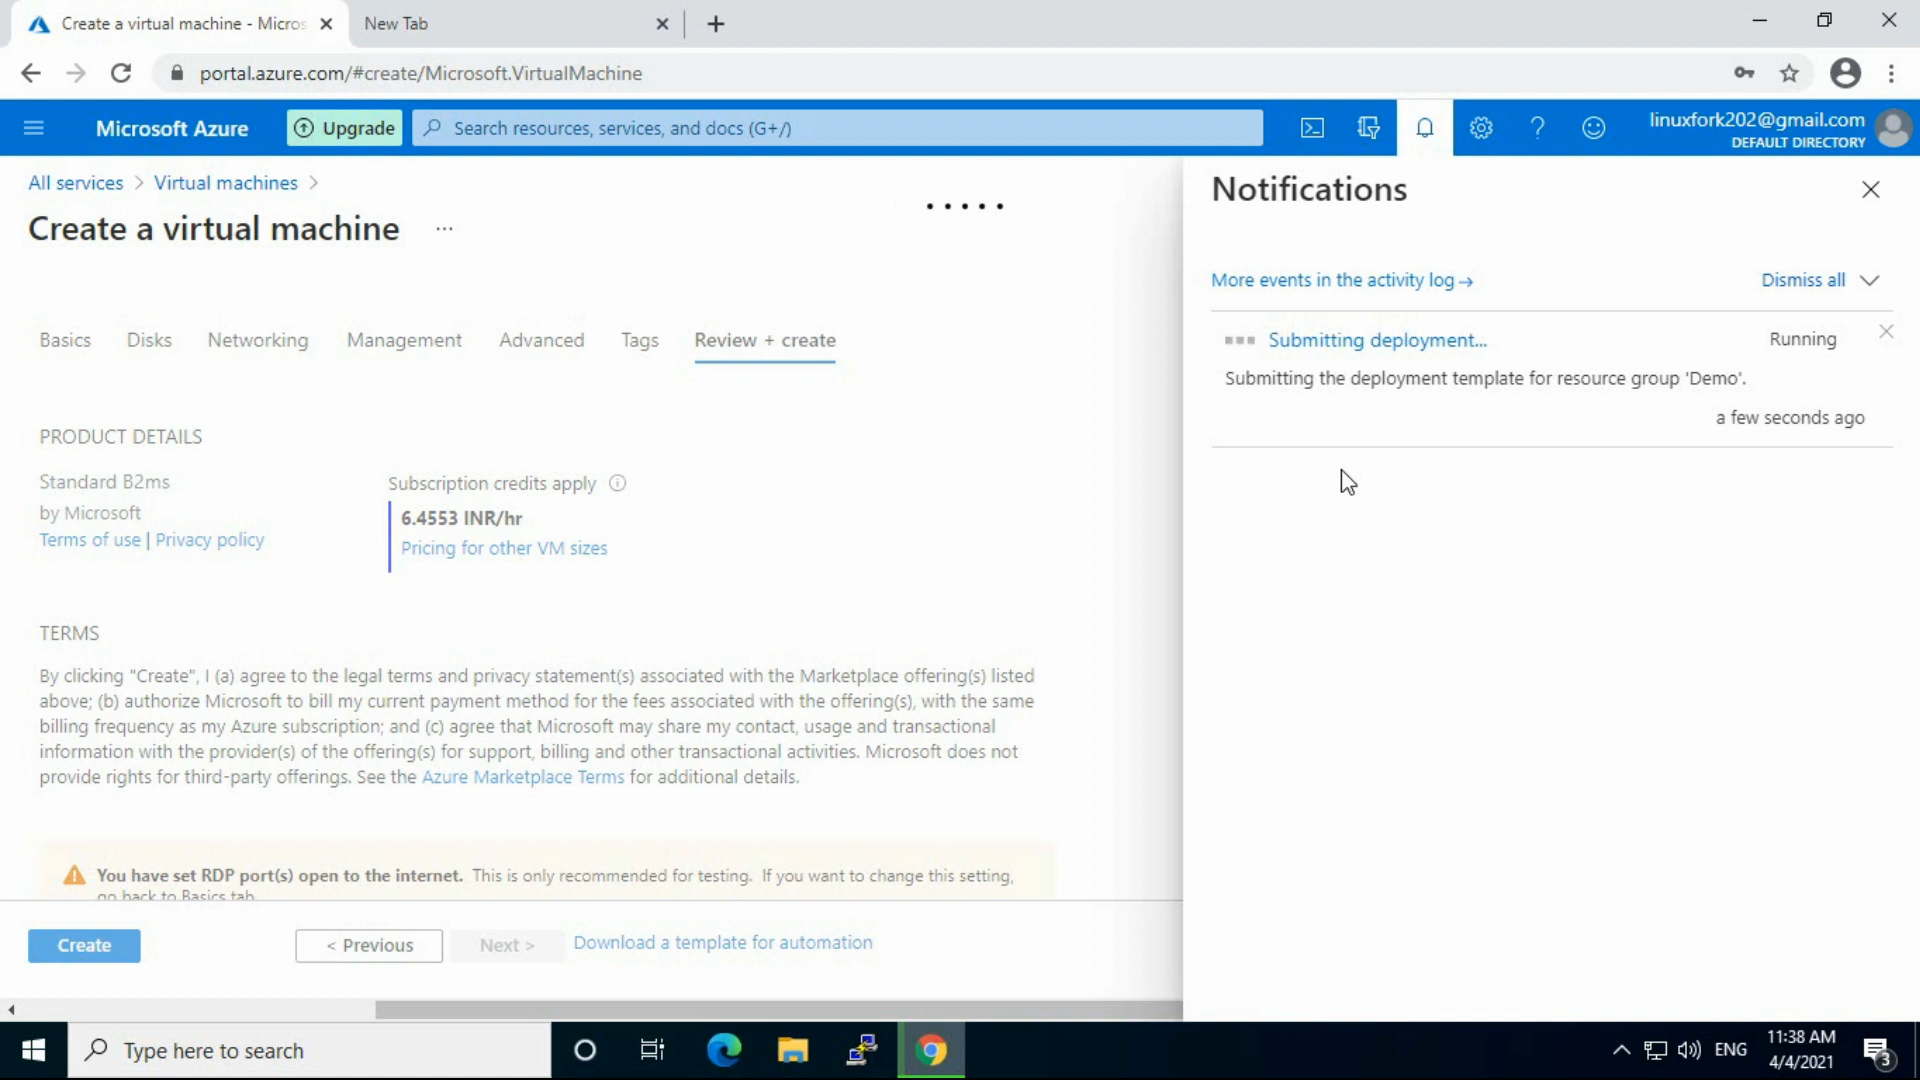 Create a virtual machine - Micros
New Tab
portal.azure.com/#create/Microsoft.VirtualMachine
Microsoft Azure
Upgrade
Search resources, services, and docs (G+/)
linuxfork202@gmail.com
DEFAULT DIRECTORY
All services > Virtual machines >
Create a virtual machine ...
Basics Disks Networking Management Advanced Tags Review + create
PRODUCT DETAILS
Standard B2ms
by Microsoft
Terms of use | Privacy policy
Subscription credits apply
6.4553 INR/hr
Pricing for other VM sizes
TERMS
By clicking "Create", I (a) agree to the legal terms and privacy statement(s) associated with the Marketplace offering(s) listed
above; (b) authorize Microsoft to bill my current payment method for the fees associated with the offering(s), with the same
billing frequency as my Azure subscription; and (c) agree that Microsoft may share my contact, usage and transactional
information with the provider(s) of the offering(s) for support, billing and other transactional activities. Microsoft does not
provide rights for third-party offerings. See the Azure Marketplace Terms for additional details.
You have set RDP port(s) open to the internet. This is only recommended for testing. If you want to change this setting,
go back to Basics tab.
Create
< Previous
Next >
Download a template for automation
Notifications
More events in the activity log →
Dismiss all
Submitting deployment...
Running
Submitting the deployment template for resource group 'Demo'.
a few seconds ago
Type here to search
ENG
11:38 AM
4/4/2021
3